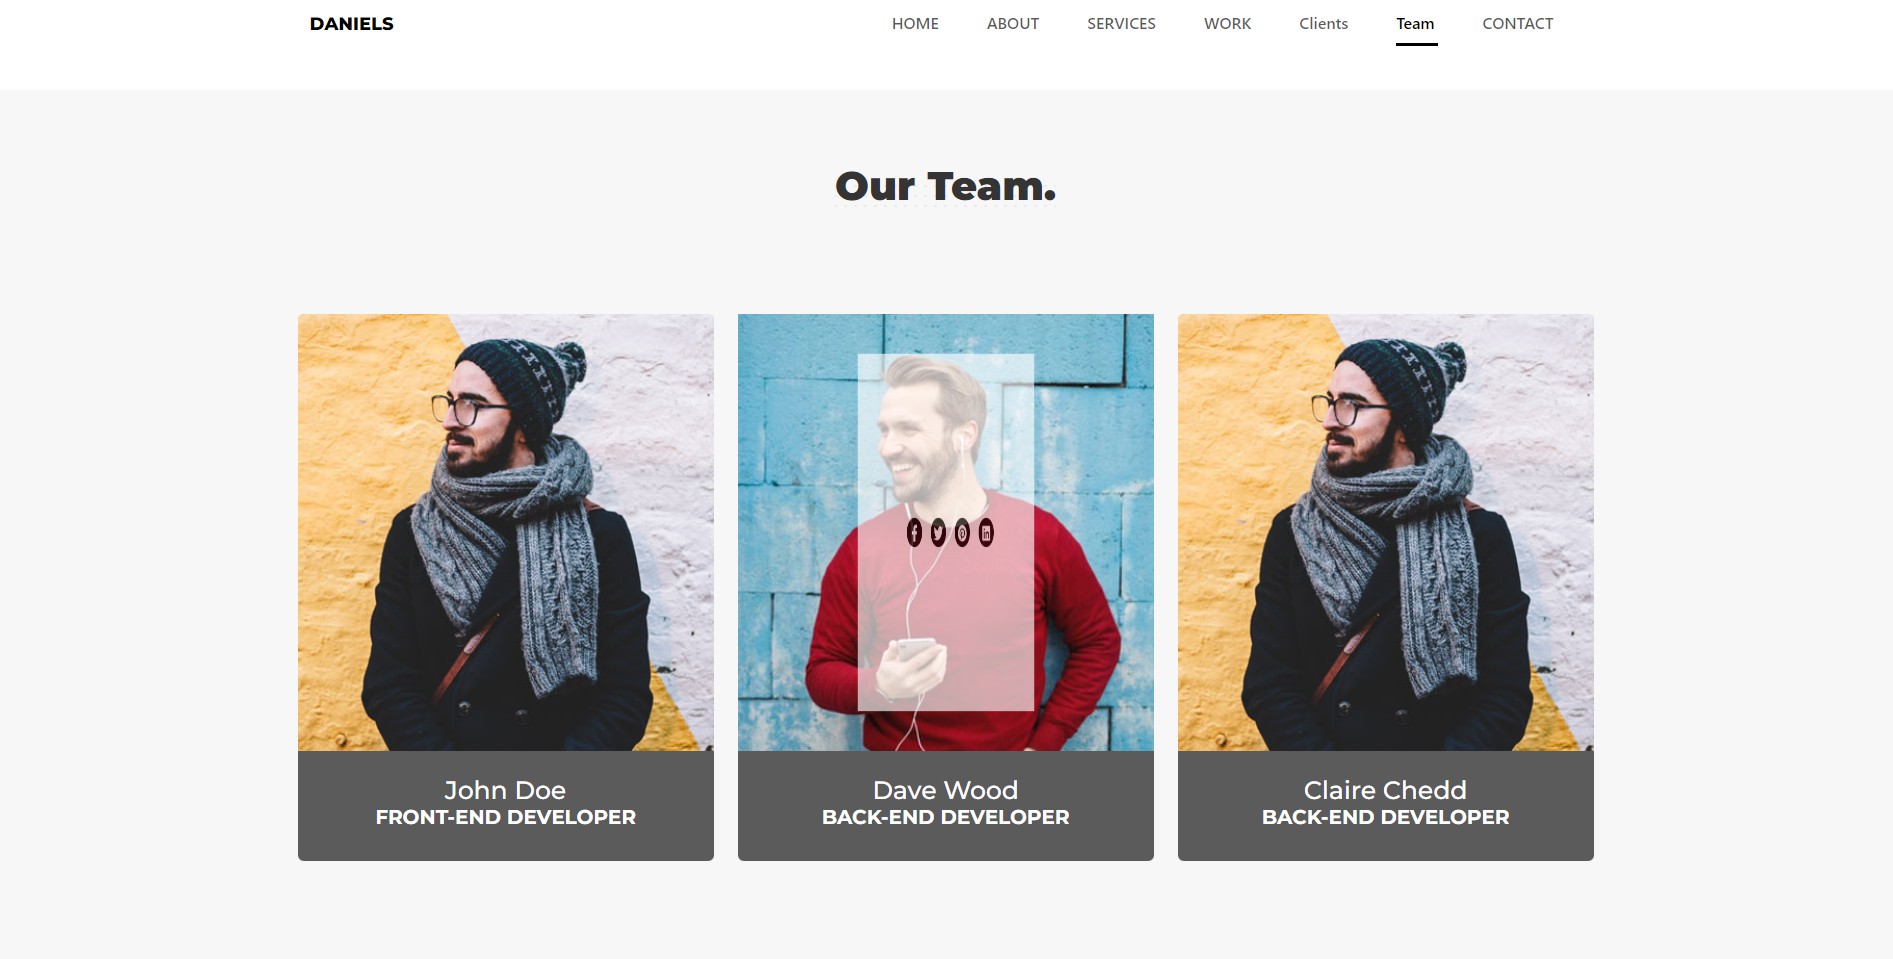 DANIELS
HOME ABOUT SERVICES WORK Clients Team CONTACT
Our Team.
John Doe
FRONT-END DEVELOPER
Dave Wood
BACK-END DEVELOPER
Claire Chedd
BACK-END DEVELOPER